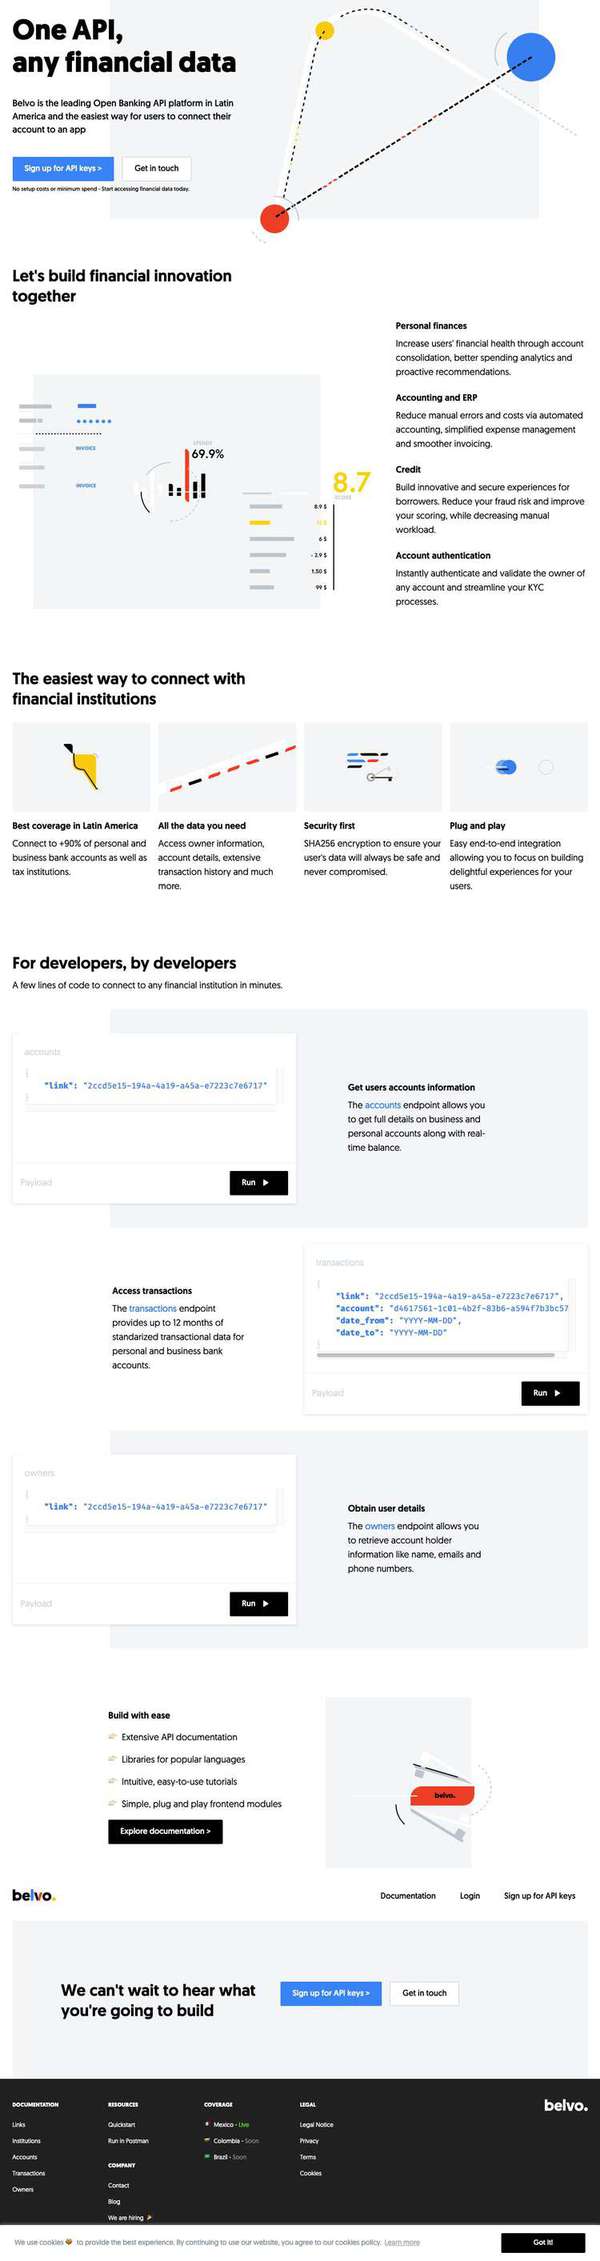 One API,
any financial data
Belvo is the leading Open Banking API platform in Latin
America and the easiest way for users to connect their
account to an app
Sign up for API keys >
Get in touch
No setup costs or minimum spend - Start accessing financial data today.
Let's build financial innovation
together
Personal finances
Increase users' financial health through account
consolidation, better spending analytics and
proactive recommendations.
Accounting and ERP
Reduce manual errors and costs via automated
accounting, simplified expense management
and smoother invoicing.
Credit
Build innovative and secure experiences for
borrowers. Reduce your fraud risk and improve
your scoring, while decreasing manual
workload.
Account authentication
Instantly authenticate and validate the owner of
any account and streamline your KYC
processes.
INVOICE
INVOICE
69.9%
8.7
SCORE
8.9 $
6 $
- 2.9 $
1.50 $
99 $
The easiest way to connect with
financial institutions
Best coverage in Latin America
Connect to +90% of personal and
business bank accounts as well as
tax institutions.
All the data you need
Access owner information,
account details, extensive
transaction history and much
more.
Security first
SHA256 encryption to ensure your
user's data will always be safe and
never compromised.
Plug and play
Easy end-to-end integration
allowing you to focus on building
delightful experiences for your
users.
For developers, by developers
A few lines of code to connect to any financial institution in minutes.
accounts
{
"link": "2ccd5e15-194a-4a19-a45a-e7223c7e6717"
}
Payload
Run
Get users accounts information
The accounts endpoint allows you
to get full details on business and
personal accounts along with real-
time balance.
Access transactions
The transactions endpoint
provides up to 12 months of
standarized transactional data for
personal and business bank
accounts.
transactions
{
"link": "2ccd5e15-194a-4a19-a45a-e7223c7e6717",
"account": "d4617561-1c01-4b2f-83b6-a594f7b3bc57
"date_from": "YYYY-MM-DD",
"date_to": "YYYY-MM-DD"
}
Payload
Run
owners
{
"link": "2ccd5e15-194a-4a19-a45a-e7223c7e6717"
}
Payload
Run
Obtain user details
The owners endpoint allows you
to retrieve account holder
information like name, emails and
phone numbers.
Build with ease
Extensive API documentation
Libraries for popular languages
Intuitive, easy-to-use tutorials
Simple, plug and play frontend modules
Explore documentation >
belvo.
belvo.
Documentation
Login
Sign up for API keys
We can't wait to hear what
you're going to build
Sign up for API keys >
Get in touch
DOCUMENTATION
Links
Institutions
Accounts
Transactions
Owners
RESOURCES
Quickstart
Run in Postman
COMPANY
Contact
Blog
We are hiring
COVERAGE
Mexico - Live
Colombia - Soon
Brazil - Soon
LEGAL
Legal Notice
Privacy
Terms
Cookies
belvo.
We use cookies to provide the best experience. By continuing to use our website, you agree to our cookies policy. Learn more
Got it!